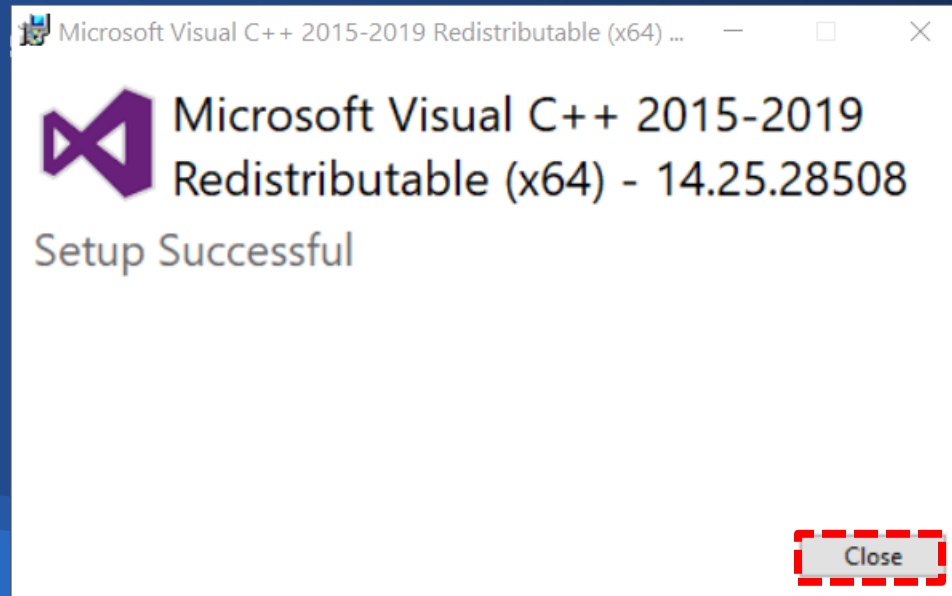 Microsoft Visual C++ 2015-2019 Redistributable (x64) ...
Microsoft Visual C++ 2015-2019
Redistributable (x64) - 14.25.28508
Setup Successful
Close